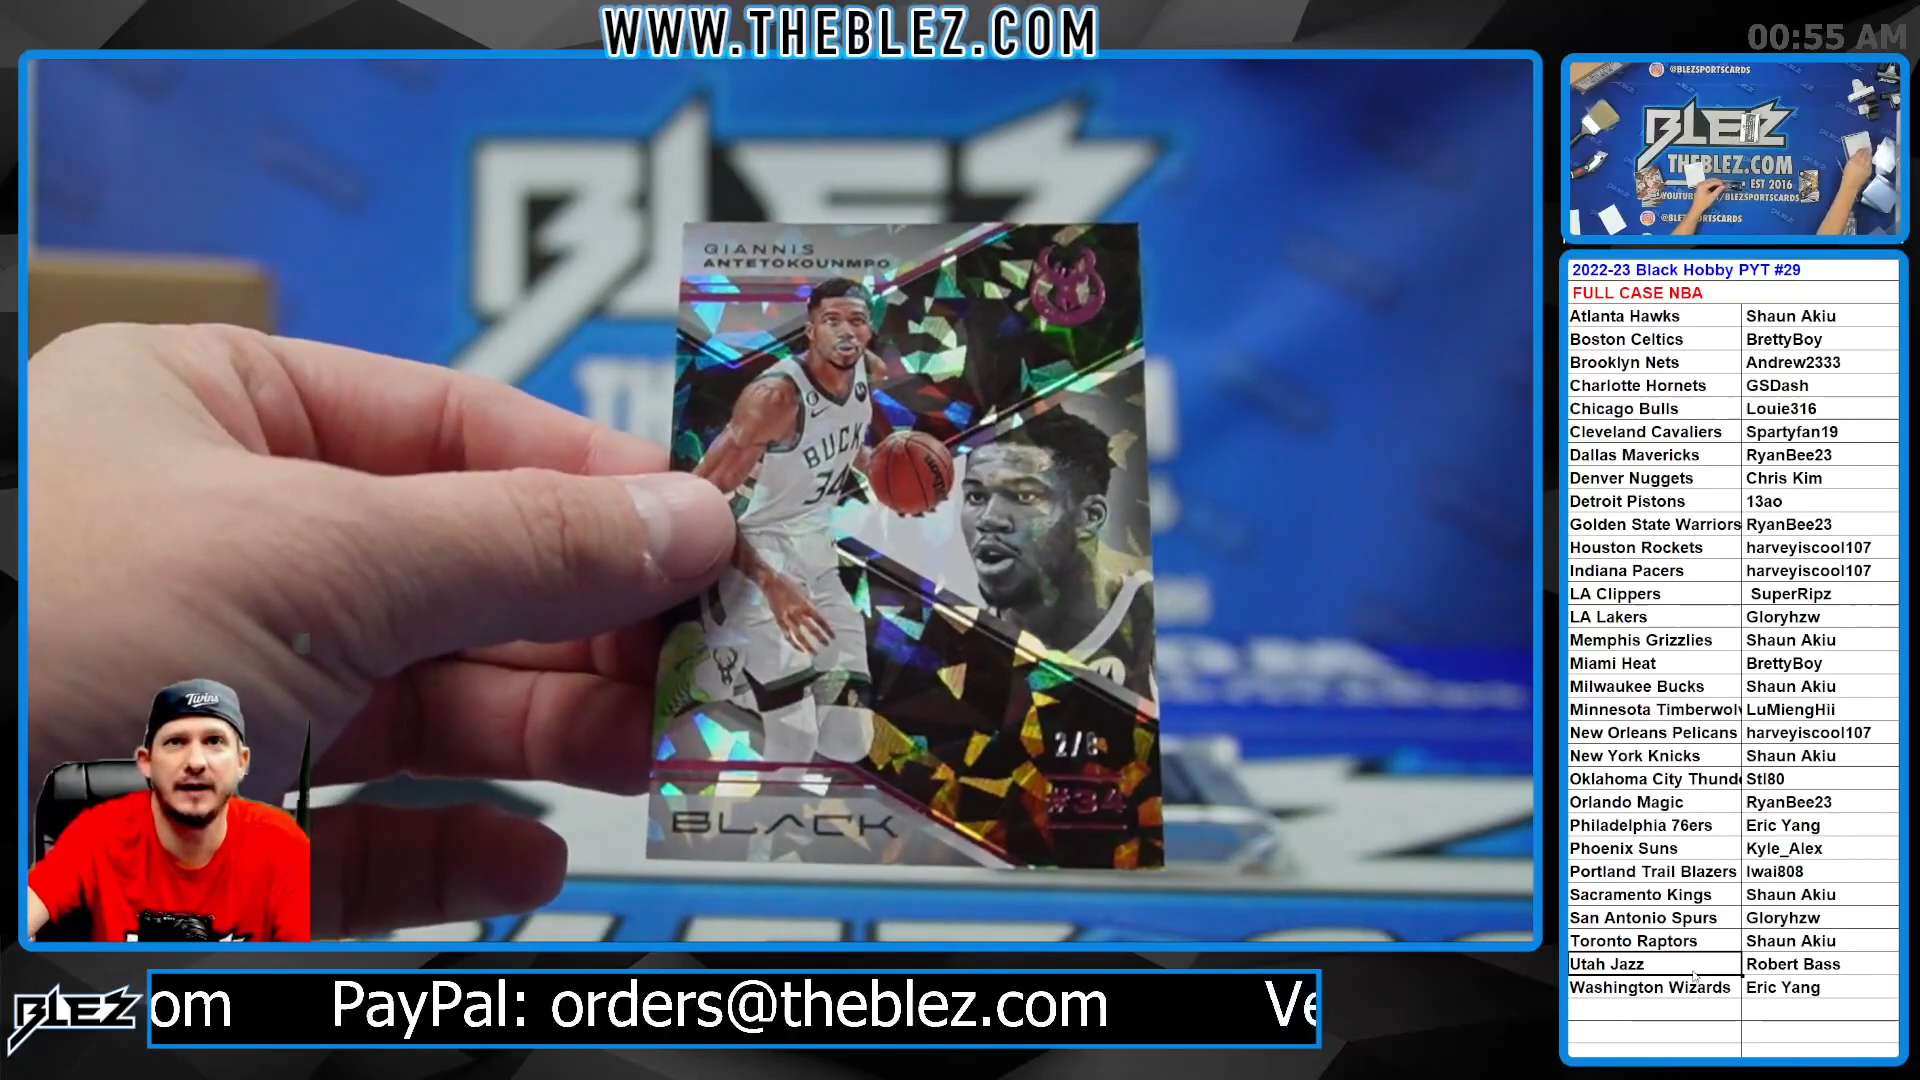 WWW.THEBLEZ.COM
00:55 AM
@BLEZSPORTSCARDS
BLEZ
THEBLEZ.COM
EST 2016
GIANNIS
ANTETOKOUNMPO
BUCK
34
#34
BLACK
Twins
2022-23 Black Hobby PYT #29
FULL CASE NBA
Atlanta Hawks Shaun Akiu
Boston Celtics BrettyBoy
Brooklyn Nets Andrew2333
Charlotte Hornets GSDash
Chicago Bulls Louie316
Cleveland Cavaliers Spartyfan19
Dallas Mavericks RyanBee23
Denver Nuggets Chris Kim
Detroit Pistons 13ao
Golden State Warriors RyanBee23
Houston Rockets harveyiscool107
Indiana Pacers harveyiscool107
LA Clippers SuperRipz
LA Lakers Gloryhzw
Memphis Grizzlies Shaun Akiu
Miami Heat BrettyBoy
Milwaukee Bucks Shaun Akiu
Minnesota Timberwolv LuMiengHii
New Orleans Pelicans harveyiscool107
New York Knicks Shaun Akiu
Oklahoma City Thunde Stl80
Orlando Magic RyanBee23
Philadelphia 76ers Eric Yang
Phoenix Suns Kyle_Alex
Portland Trail Blazers lwai808
Sacramento Kings Shaun Akiu
San Antonio Spurs Gloryhzw
Toronto Raptors Shaun Akiu
Utah Jazz Robert Bass
Washington Wizards Eric Yang
BLEZ
om PayPal: orders@theblez.com Ve